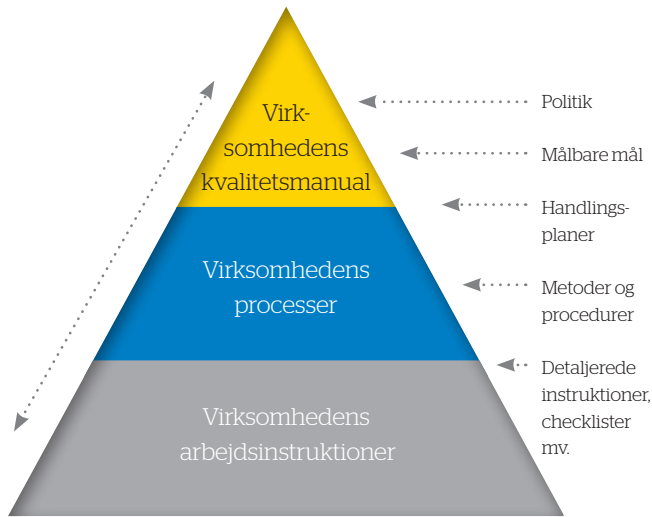 Virk-
somhedens
kvalitetsmanual
Virksomhedens
processer
Virksomhedens
arbejdsinstruktioner
Politik
Målbare mål
Handlings-
planer
Metoder og
procedurer
Detaljerede
instruktioner,
checklister
mv.